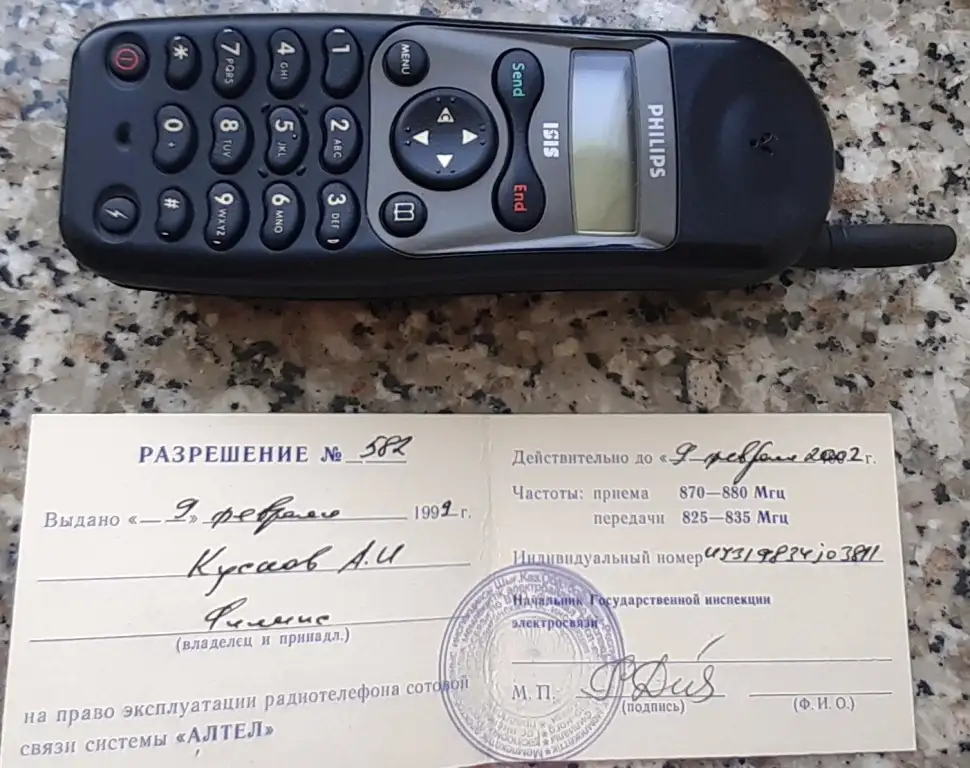 PHILIPS
ISIS
Send
End
MENU
1
2 ABC
3 DEF
4 GHI
5 JKL
6 MNO
7 PQRS
8 TUV
9 WXYZ
*
0 +
#
РАЗРЕШЕНИЕ № 582
Выдано «9» февраля 1999 г.
А.И
Филипс
(владелец и принадл.)
на право эксплуатации радиотелефона сотовой
связи системы «АЛТЕЛ»
Действительно до «9 февраля 2002 г.
Частоты: приема 870—880 Мгц
передачи 825—835 Мгц
Индивидуальный номер
Начальник Государственной инспекции
электросвязи
М. П.
(подпись) (Ф. И. О.)